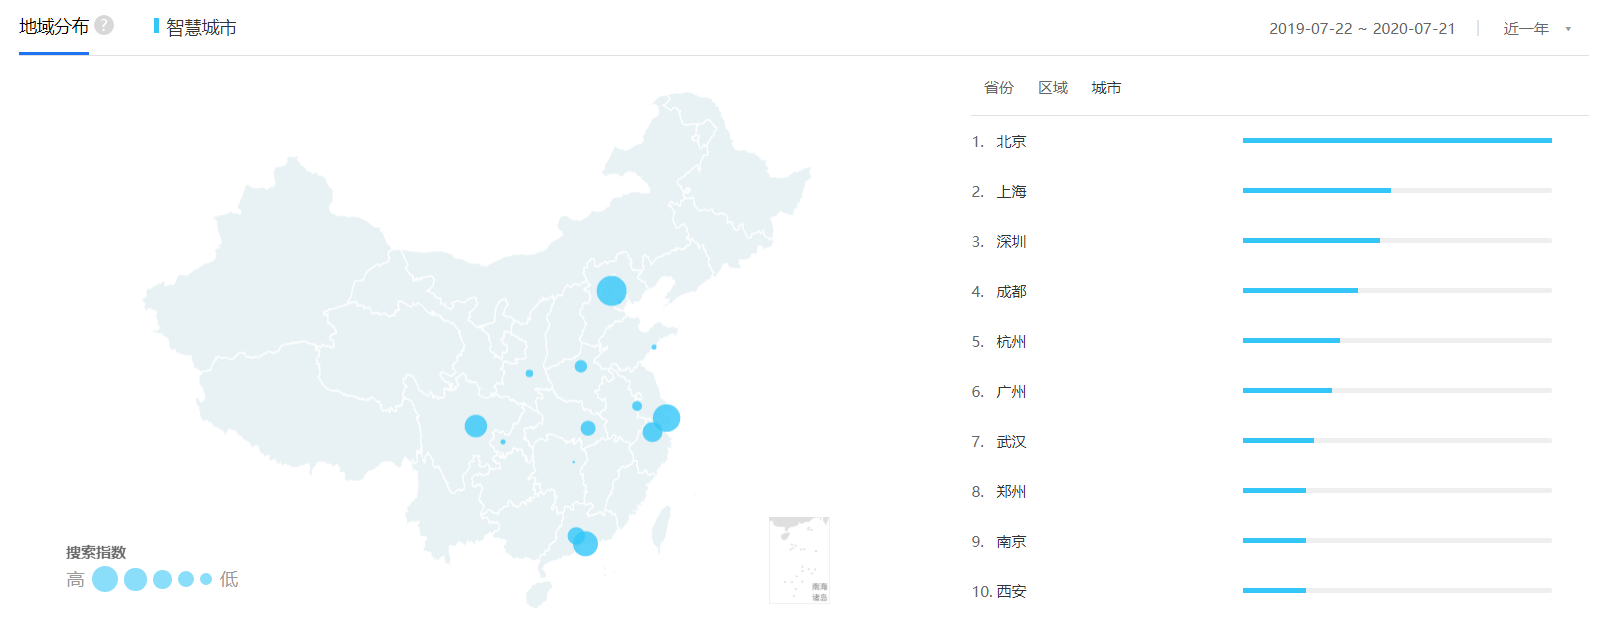 地域分布 ? 智慧城市 2019-07-22 ~ 2020-07-21 近一年
省份 区域 城市
1. 北京
2. 上海
3. 深圳
4. 成都
5. 杭州
6. 广州
7. 武汉
8. 郑州
9. 南京
10. 西安
搜索指数
高 低
南海
诸岛